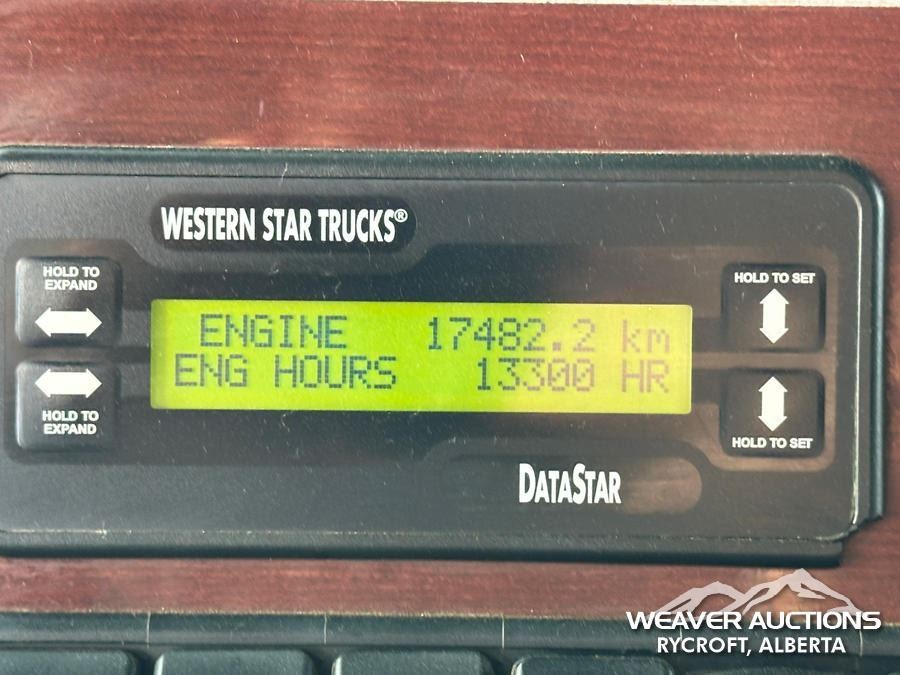 WESTERN STAR TRUCKS®
HOLD TO
EXPAND
HOLD TO SET
ENGINE 17482.2 km
ENG HOURS 13300 HR
HOLD TO
EXPAND
HOLD TO SET
DATASTAR
WEAVER AUCTIONS
RYCROFT, ALBERTA